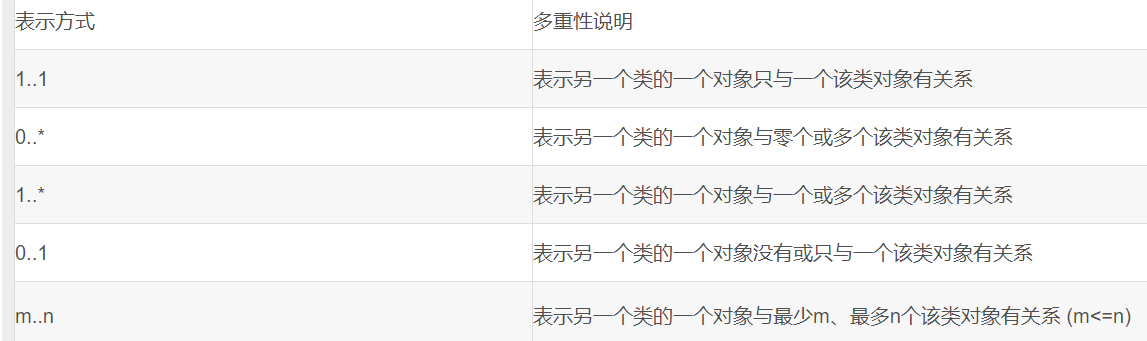 表示方式 多重性说明
1..1 表示另一个类的一个对象只与一个该类对象有关系
0..* 表示另一个类的一个对象与零个或多个该类对象有关系
1..* 表示另一个类的一个对象与一个或多个该类对象有关系
0..1 表示另一个类的一个对象没有或只与一个该类对象有关系
m..n 表示另一个类的一个对象与最少m、最多n个该类对象有关系 (m<=n)